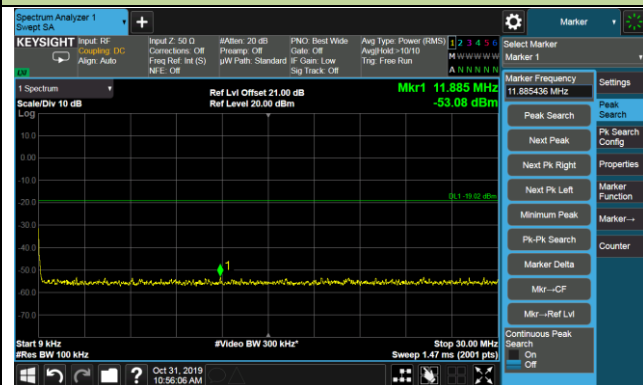 Spectrum Analyzer 1
Swept SA
+
Marker
KEYSIGHT
Input: RF
Coupling: DC
Align: Auto
Input Z: 50 Ω
Corrections: Off
Freq Ref: Int (S)
NFE: Off
#Atten: 20 dB
Preamp: Off
µW Path: Standard
PNO: Best Wide
Gate: Off
IF Gain: Low
Sig Track: Off
Avg Type: Power (RMS)
Avg|Hold:>10/10
Trig: Free Run
1 2 3 4 5 6
M W W W W W
A N N N N N
Select Marker
Marker 1
1 Spectrum
Scale/Div 10 dB
Log
Ref Lvl Offset 21.00 dB
Ref Level 20.00 dBm
Mkr1 11.885 MHz
-53.08 dBm
Marker Frequency
11.885436 MHz
Settings
Peak Search
Next Peak
Next Pk Right
Next Pk Left
Minimum Peak
Pk-Pk Search
Marker Delta
Mkr→CF
Mkr→Ref Lvl
Continuous Peak
Search
On
Off
Peak
Search
Pk Search
Config
Properties
Marker
Function
Marker→
Counter
10.0
0.00
-10.0
-20.0
-30.0
-40.0
-50.0
-60.0
-70.0
DL1 -19.02 dBm
1
Start 9 kHz
#Res BW 100 kHz
#Video BW 300 kHz*
Stop 30.00 MHz
Sweep 1.47 ms (2001 pts)
?
Oct 31, 2019
10:56:06 AM